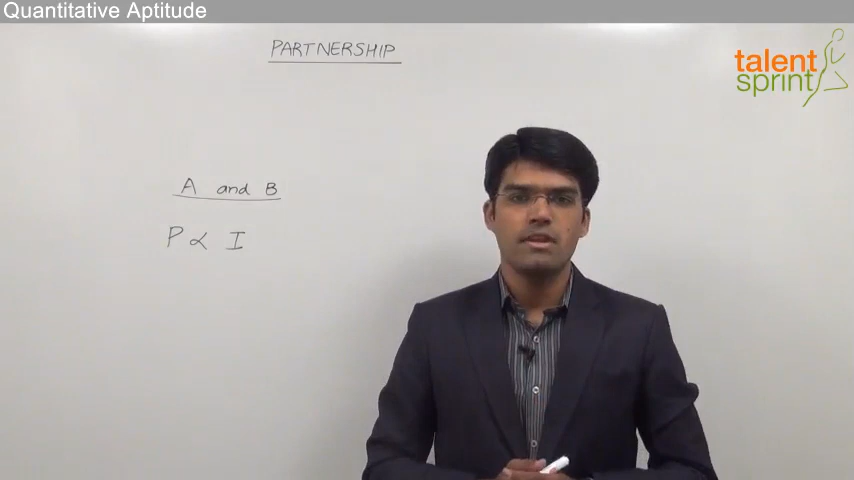 Quantitative Aptitude
PARTNERSHIP
talent
sprint
A and B
P ∝ I